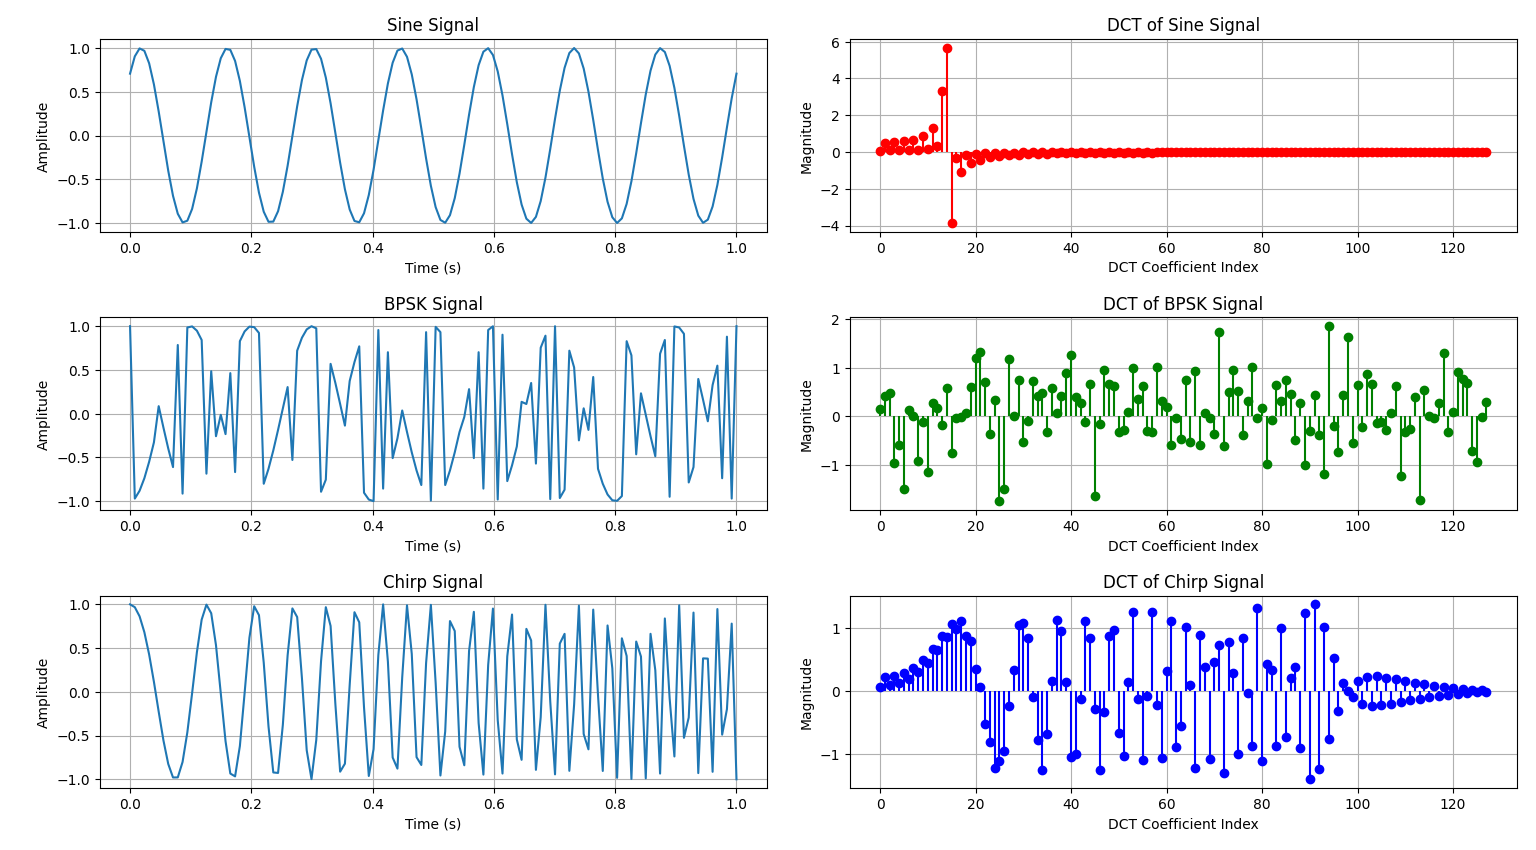 Sine Signal
1.0
0.5
0.0
−0.5
−1.0
Amplitude
0.0 0.2 0.4 0.6 0.8 1.0
Time (s)
DCT of Sine Signal
6
4
2
0
−2
−4
Magnitude
0 20 40 60 80 100 120
DCT Coefficient Index
BPSK Signal
1.0
0.5
0.0
−0.5
−1.0
Amplitude
0.0 0.2 0.4 0.6 0.8 1.0
Time (s)
DCT of BPSK Signal
2
1
0
−1
Magnitude
0 20 40 60 80 100 120
DCT Coefficient Index
Chirp Signal
1.0
0.5
0.0
−0.5
−1.0
Amplitude
0.0 0.2 0.4 0.6 0.8 1.0
Time (s)
DCT of Chirp Signal
1
0
−1
Magnitude
0 20 40 60 80 100 120
DCT Coefficient Index